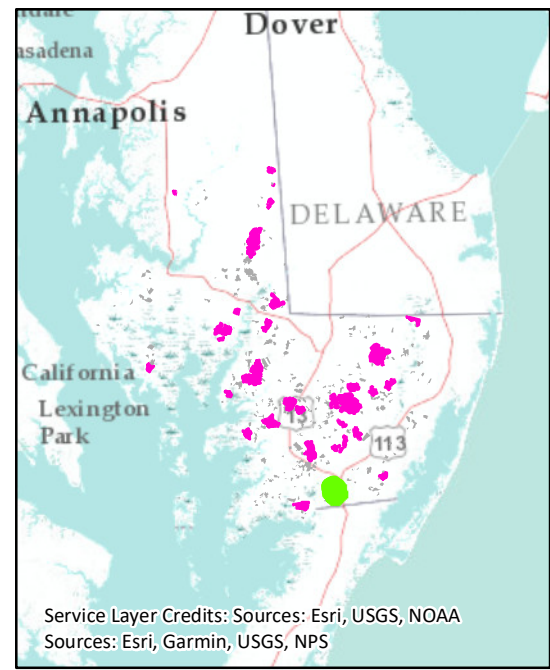 Dover
asadena
Annapolis
DELAWARE
California
Lexington
Park
13
113
Service Layer Credits: Sources: Esri, USGS, NOAA
Sources: Esri, Garmin, USGS, NPS